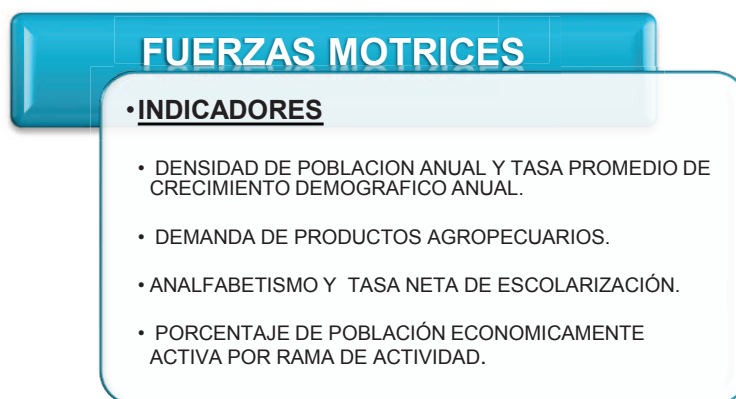 FUERZAS MOTRICES
•INDICADORES
• DENSIDAD DE POBLACION ANUAL Y TASA PROMEDIO DE
CRECIMIENTO DEMOGRAFICO ANUAL.
• DEMANDA DE PRODUCTOS AGROPECUARIOS.
• ANALFABETISMO Y TASA NETA DE ESCOLARIZACIÓN.
• PORCENTAJE DE POBLACIÓN ECONOMICAMENTE
ACTIVA POR RAMA DE ACTIVIDAD.